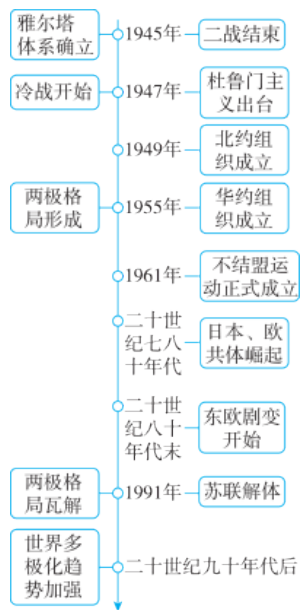 雅尔塔
体系确立
1945年
二战结束
冷战开始
1947年
杜鲁门主
义出台
1949年
北约组
织成立
两极格
局形成
1955年
华约组
织成立
1961年
不结盟运
动正式成立
二十世
纪七八
十年代
日本、欧
共体崛起
二十世
纪八十
年代末
东欧剧变
开始
两极格
局瓦解
1991年
苏联解体
世界多
极化趋
势加强
二十世纪九十年代后